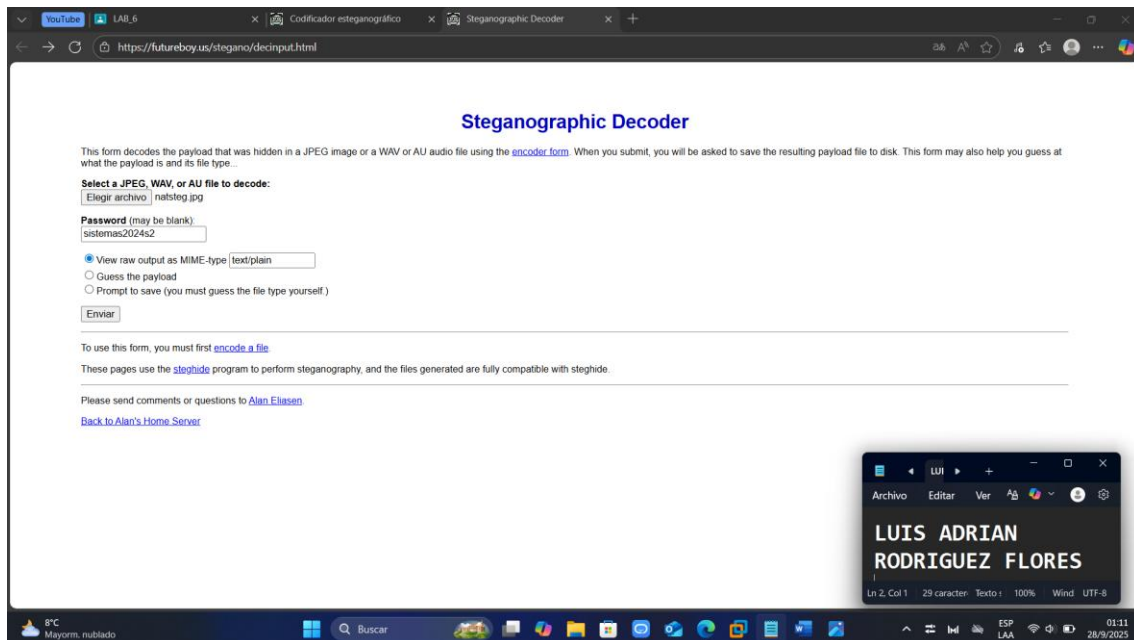 YouTube
LAB_6
Codificador esteganográfico
Steganographic Decoder
https://futureboy.us/stegano/decinput.html
Steganographic Decoder
This form decodes the payload that was hidden in a JPEG image or a WAV or AU audio file using the encoder form. When you submit, you will be asked to save the resulting payload file to disk. This form may also help you guess at
what the payload is and its file type...
Select a JPEG, WAV, or AU file to decode:
Elegir archivo natsteg.jpg
Password (may be blank):
sistemas2024s2
View raw output as MIME-type text/plain
Guess the payload
Prompt to save (you must guess the file type yourself.)
Enviar
To use this form, you must first encode a file.
These pages use the steghide program to perform steganography, and the files generated are fully compatible with steghide.
Please send comments or questions to Alan Eliasen.
Back to Alan's Home Server
LUI
Archivo Editar Ver
LUIS ADRIAN
RODRIGUEZ FLORES
Ln 2, Col 1 29 caracter Texto 100% Wind UTF-8
8°C
Mayorm. nublado
Buscar
ESP
LAA
01:11
28/9/2025